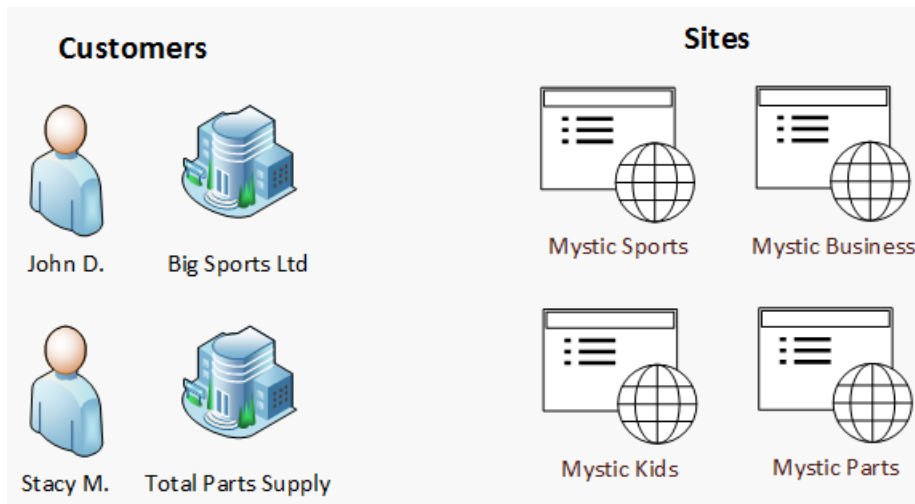 Customers
Sites
John D.
Big Sports Ltd
Mystic Sports
Mystic Business
Stacy M.
Total Parts Supply
Mystic Kids
Mystic Parts